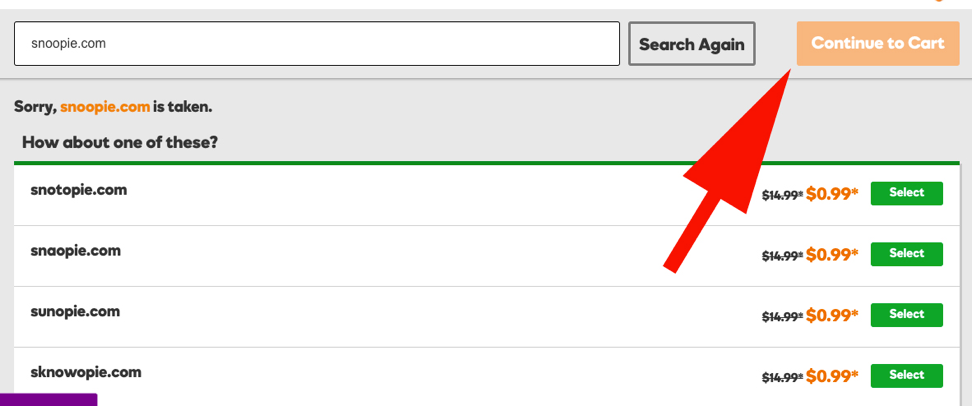 snoopie.com
Search Again
Continue to Cart
Sorry, snoopie.com is taken.
How about one of these?
snotopie.com
$14.99* $0.99*
Select
snaopie.com
$14.99* $0.99*
Select
sunopie.com
$14.99* $0.99*
Select
sknowopie.com
$14.99* $0.99*
Select